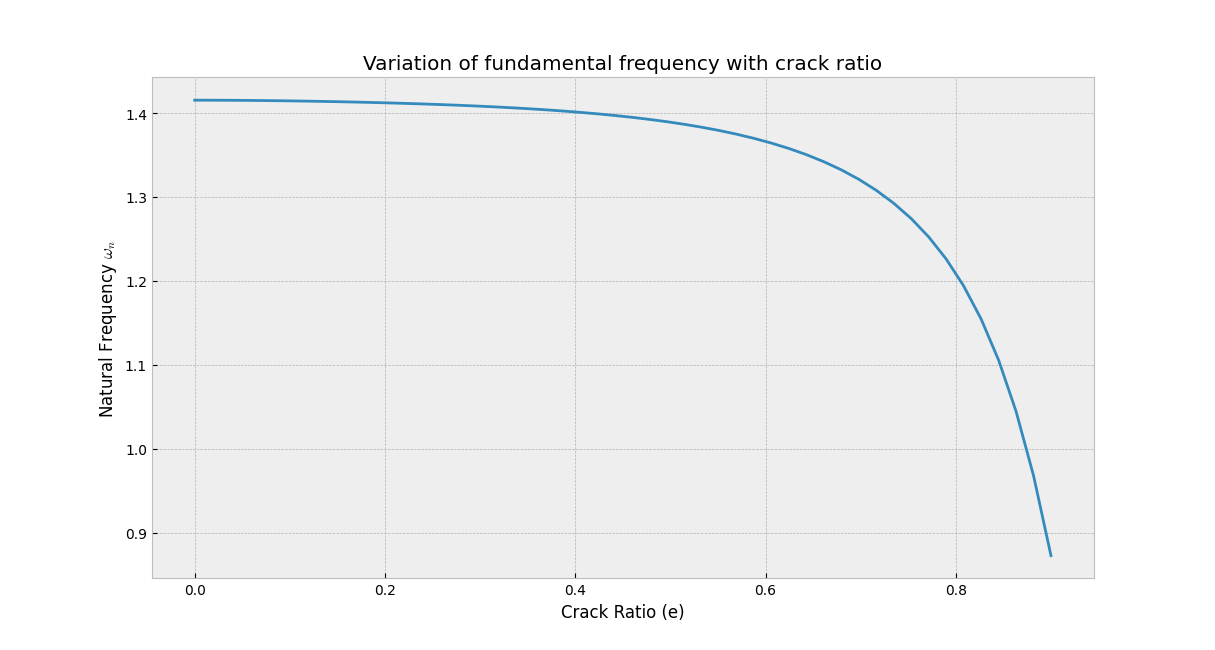 Variation of fundamental frequency with crack ratio
Natural Frequency ωₙ
1.4
1.3
1.2
1.1
1.0
0.9
0.0 0.2 0.4 0.6 0.8
Crack Ratio (e)